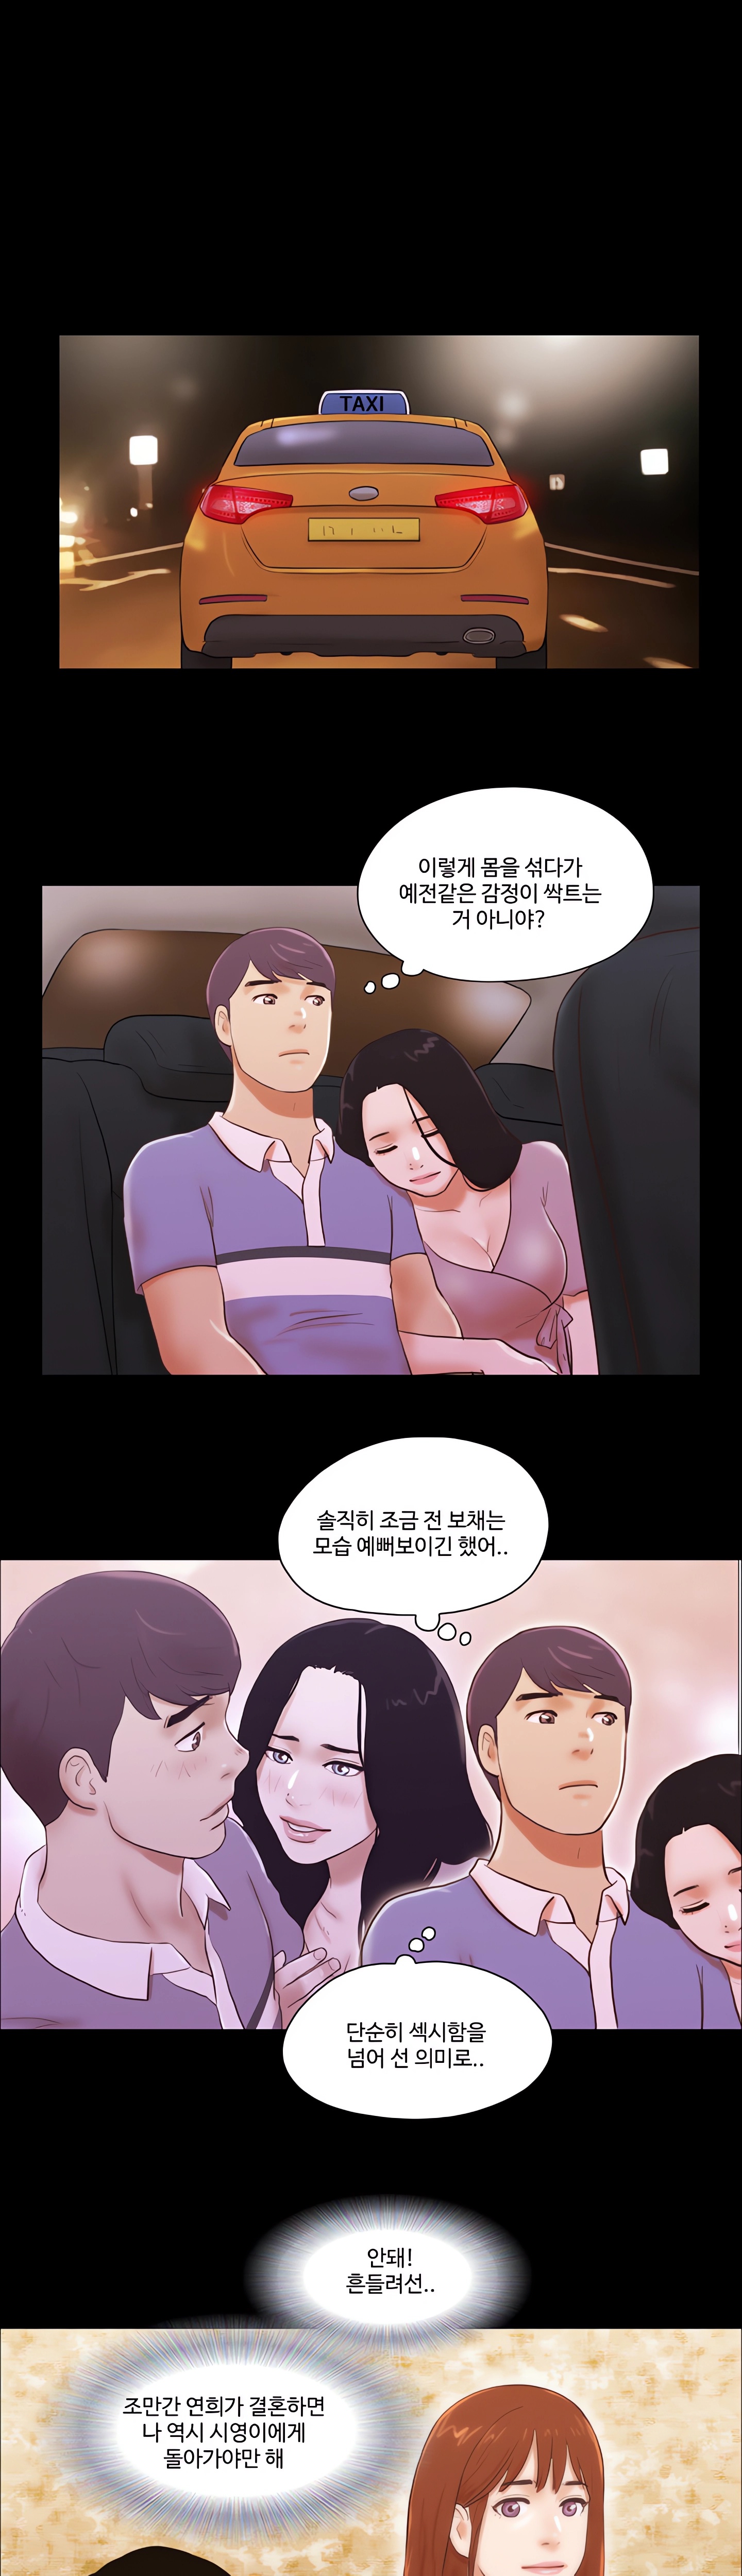 TAXI
이렇게 몸을 섞다가
예전같은 감정이 싹트는
거 아니야?
솔직히 조금 전 보채는
모습 예뻐보이긴 했어..
단순히 섹시함을
넘어 선 의미로..
안돼!
흔들려선..
조만간 연희가 결혼하면
나 역시 시영이에게
돌아가야만 해